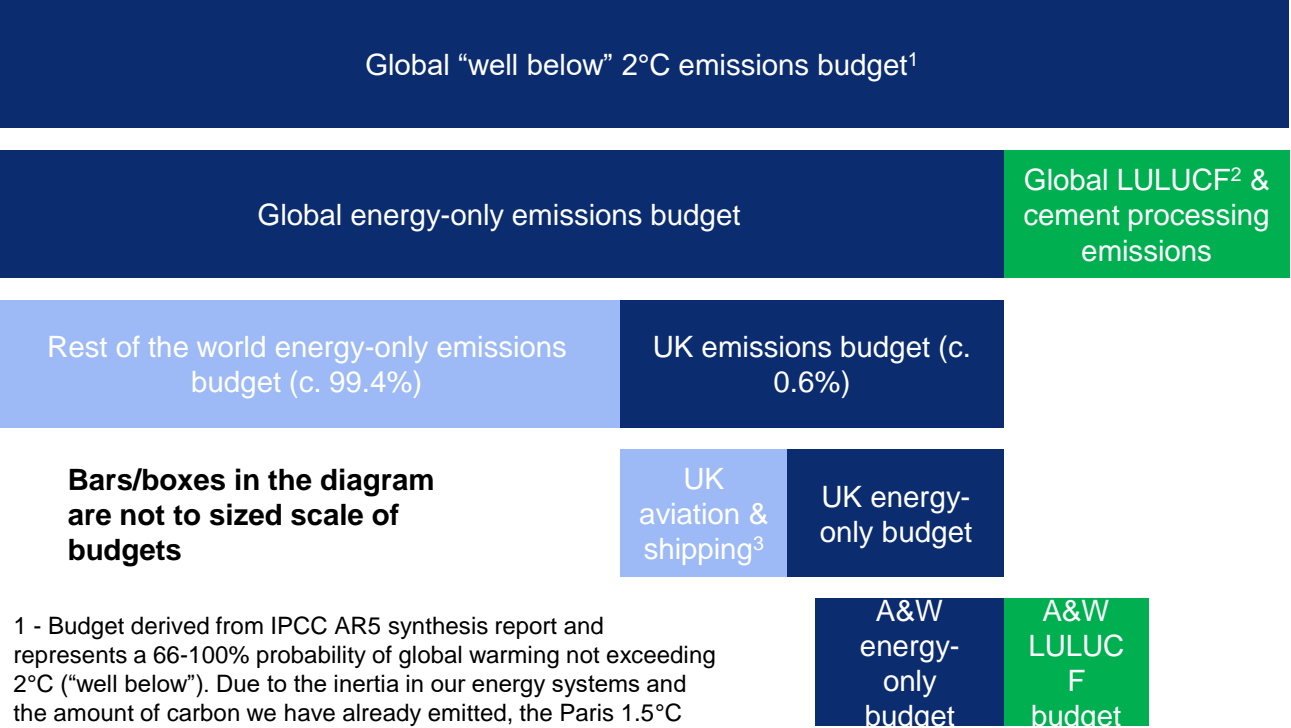 Global “well below” 2°C emissions budget¹
Global energy-only emissions budget
Global LULUCF² &
cement processing
emissions
Rest of the world energy-only emissions
budget (c. 99.4%)
UK emissions budget (c.
0.6%)
Bars/boxes in the diagram
are not to sized scale of
budgets
UK
aviation &
shipping³
UK energy-
only budget
1 - Budget derived from IPCC AR5 synthesis report and
represents a 66-100% probability of global warming not exceeding
2°C (“well below”). Due to the inertia in our energy systems and
the amount of carbon we have already emitted, the Paris 1.5°C
A&W
energy-
only
budget
A&W
LULUC
F
budget